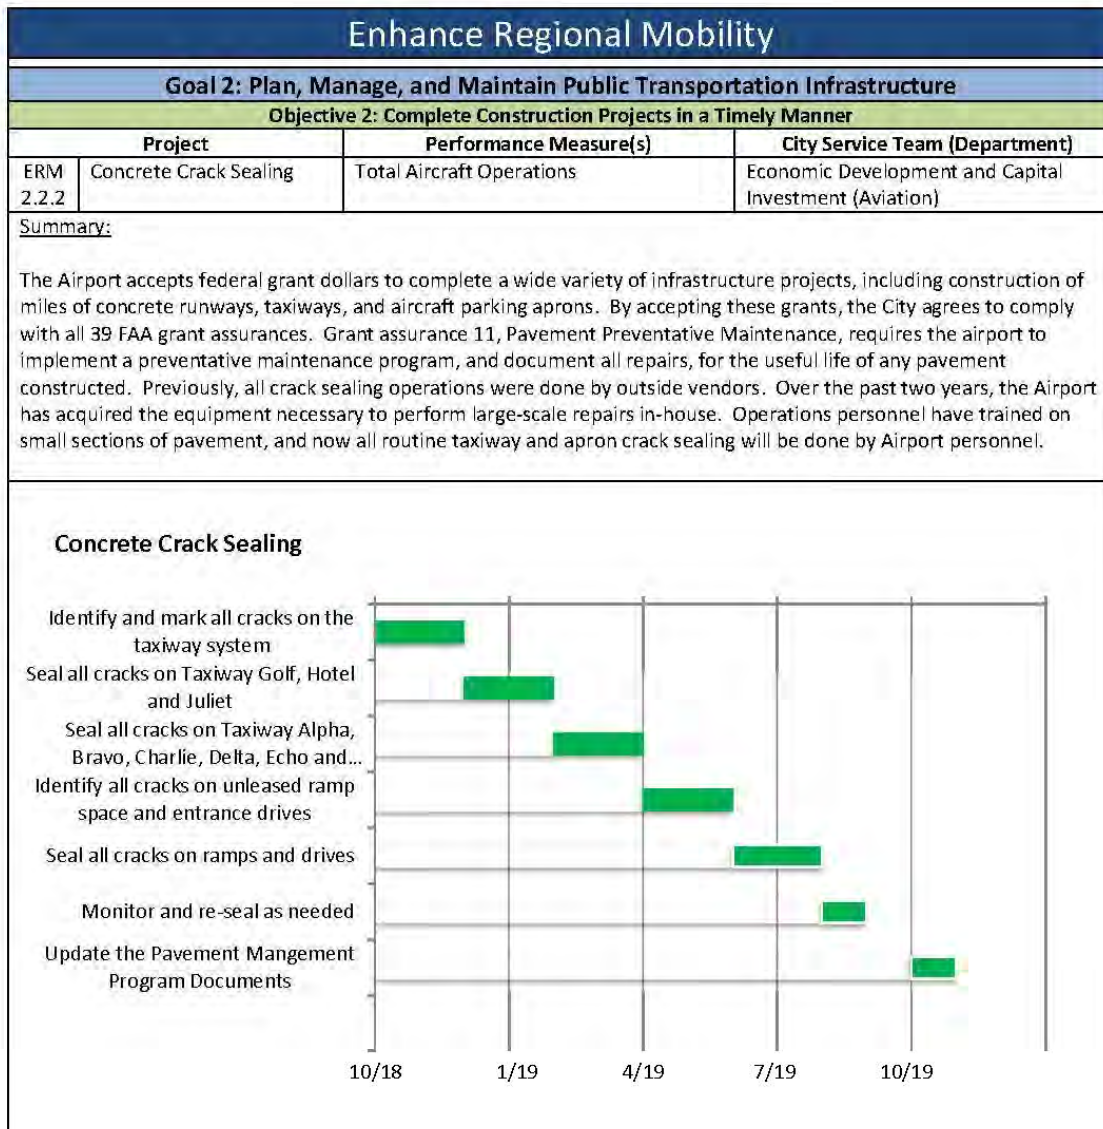 Enhance Regional Mobility
Goal 2: Plan, Manage, and Maintain Public Transportation Infrastructure
Objective 2: Complete Construction Projects in a Timely Manner
Project Performance Measure(s) City Service Team (Department)
ERM 2.2.2 Concrete Crack Sealing Total Aircraft Operations Economic Development and Capital
Investment (Aviation)
Summary:
The Airport accepts federal grant dollars to complete a wide variety of infrastructure projects, including construction of
miles of concrete runways, taxiways, and aircraft parking aprons. By accepting these grants, the City agrees to comply
with all 39 FAA grant assurances. Grant assurance 11, Pavement Preventative Maintenance, requires the airport to
implement a preventative maintenance program, and document all repairs, for the useful life of any pavement
constructed. Previously, all crack sealing operations were done by outside vendors. Over the past two years, the Airport
has acquired the equipment necessary to perform large-scale repairs in-house. Operations personnel have trained on
small sections of pavement, and now all routine taxiway and apron crack sealing will be done by Airport personnel.
Concrete Crack Sealing
Identify and mark all cracks on the
taxiway system
Seal all cracks on Taxiway Golf, Hotel
and Juliet
Seal all cracks on Taxiway Alpha,
Bravo, Charlie, Delta, Echo and...
Identify all cracks on unleased ramp
space and entrance drives
Seal all cracks on ramps and drives
Monitor and re-seal as needed
Update the Pavement Mangement
Program Documents
10/18 1/19 4/19 7/19 10/19